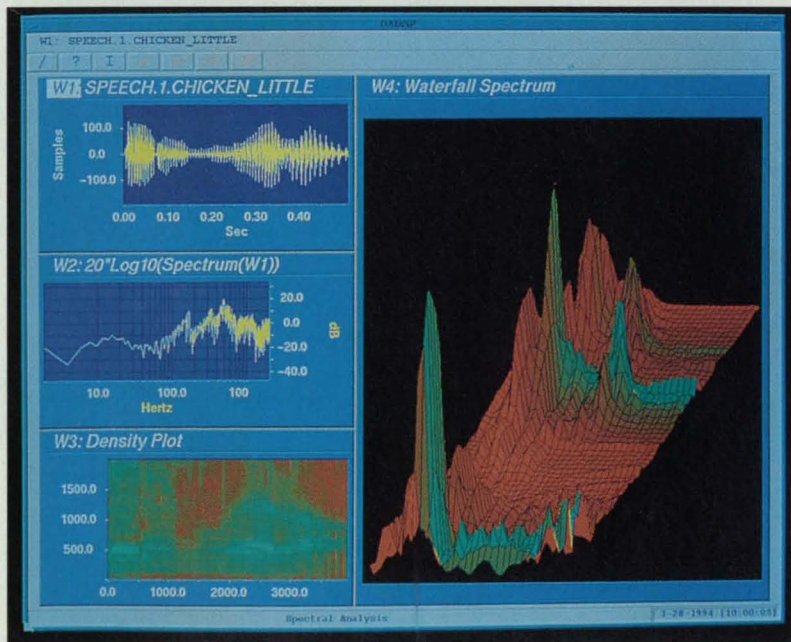 DADiSP
W1: SPEECH.1.CHICKEN_LITTLE
/ ? I
W1: SPEECH.1.CHICKEN_LITTLE
100.0
0.0
-100.0
Samples
0.00 0.10 0.20 0.30 0.40
Sec
W2: 20*Log10(Spectrum(W1))
20.0
0.0
-20.0
-40.0
dB
10.0 100.0 100
Hertz
W3: Density Plot
1500.0
1000.0
500.0
0.0 1000.0 2000.0 3000.0
W4: Waterfall Spectrum
Spectral Analysis
1-28-1994 [10:00:05]